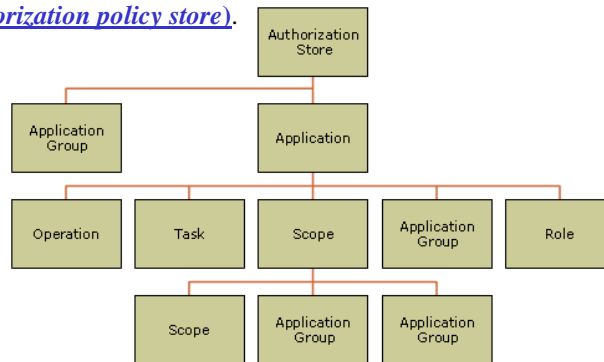 orization policy store).
Authorization
Store
Application
Group
Application
Operation
Task
Scope
Application
Group
Role
Scope
Application
Group
Application
Group